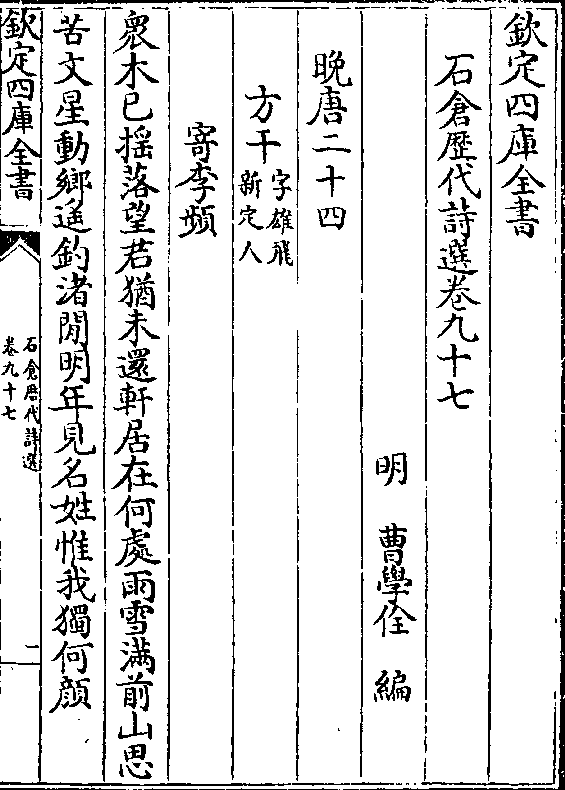 欽定四庫全書
石倉歷代詩選卷九十七
明　曹學佺　編
晚唐二十四
方干字雄飛
新定人
寄李頻
衆木已揺落望君猶未還軒居在何處雨雪滿前山思
苦文星動鄉遥釣渚閒明年見名姓惟我獨何顔
欽定四庫全書
石倉歷代詩選
卷九十七
二